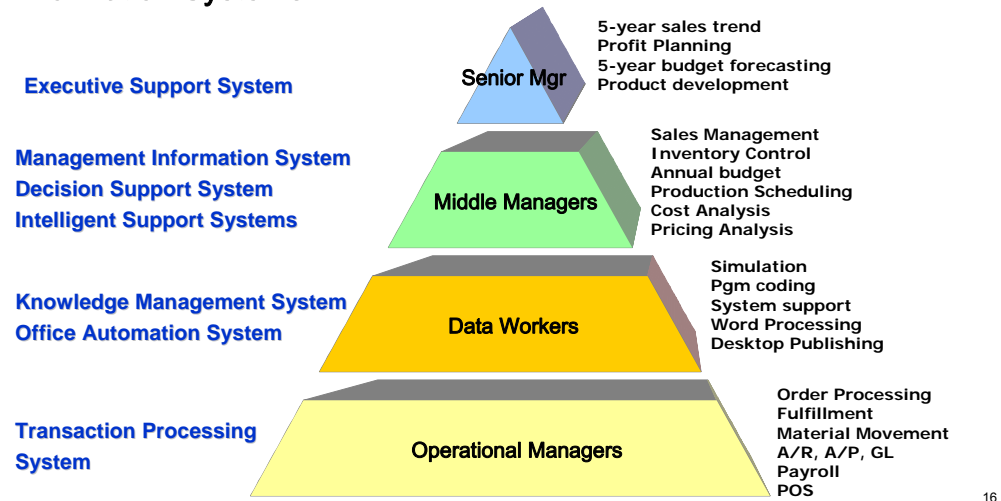 Executive Support System
Senior Mgr
5-year sales trend
Profit Planning
5-year budget forecasting
Product development
Management Information System
Decision Support System
Intelligent Support Systems
Middle Managers
Sales Management
Inventory Control
Annual budget
Production Scheduling
Cost Analysis
Pricing Analysis
Knowledge Management System
Office Automation System
Data Workers
Simulation
Pgm coding
System support
Word Processing
Desktop Publishing
Transaction Processing
System
Operational Managers
Order Processing
Fulfillment
Material Movement
A/R, A/P, GL
Payroll
POS
16